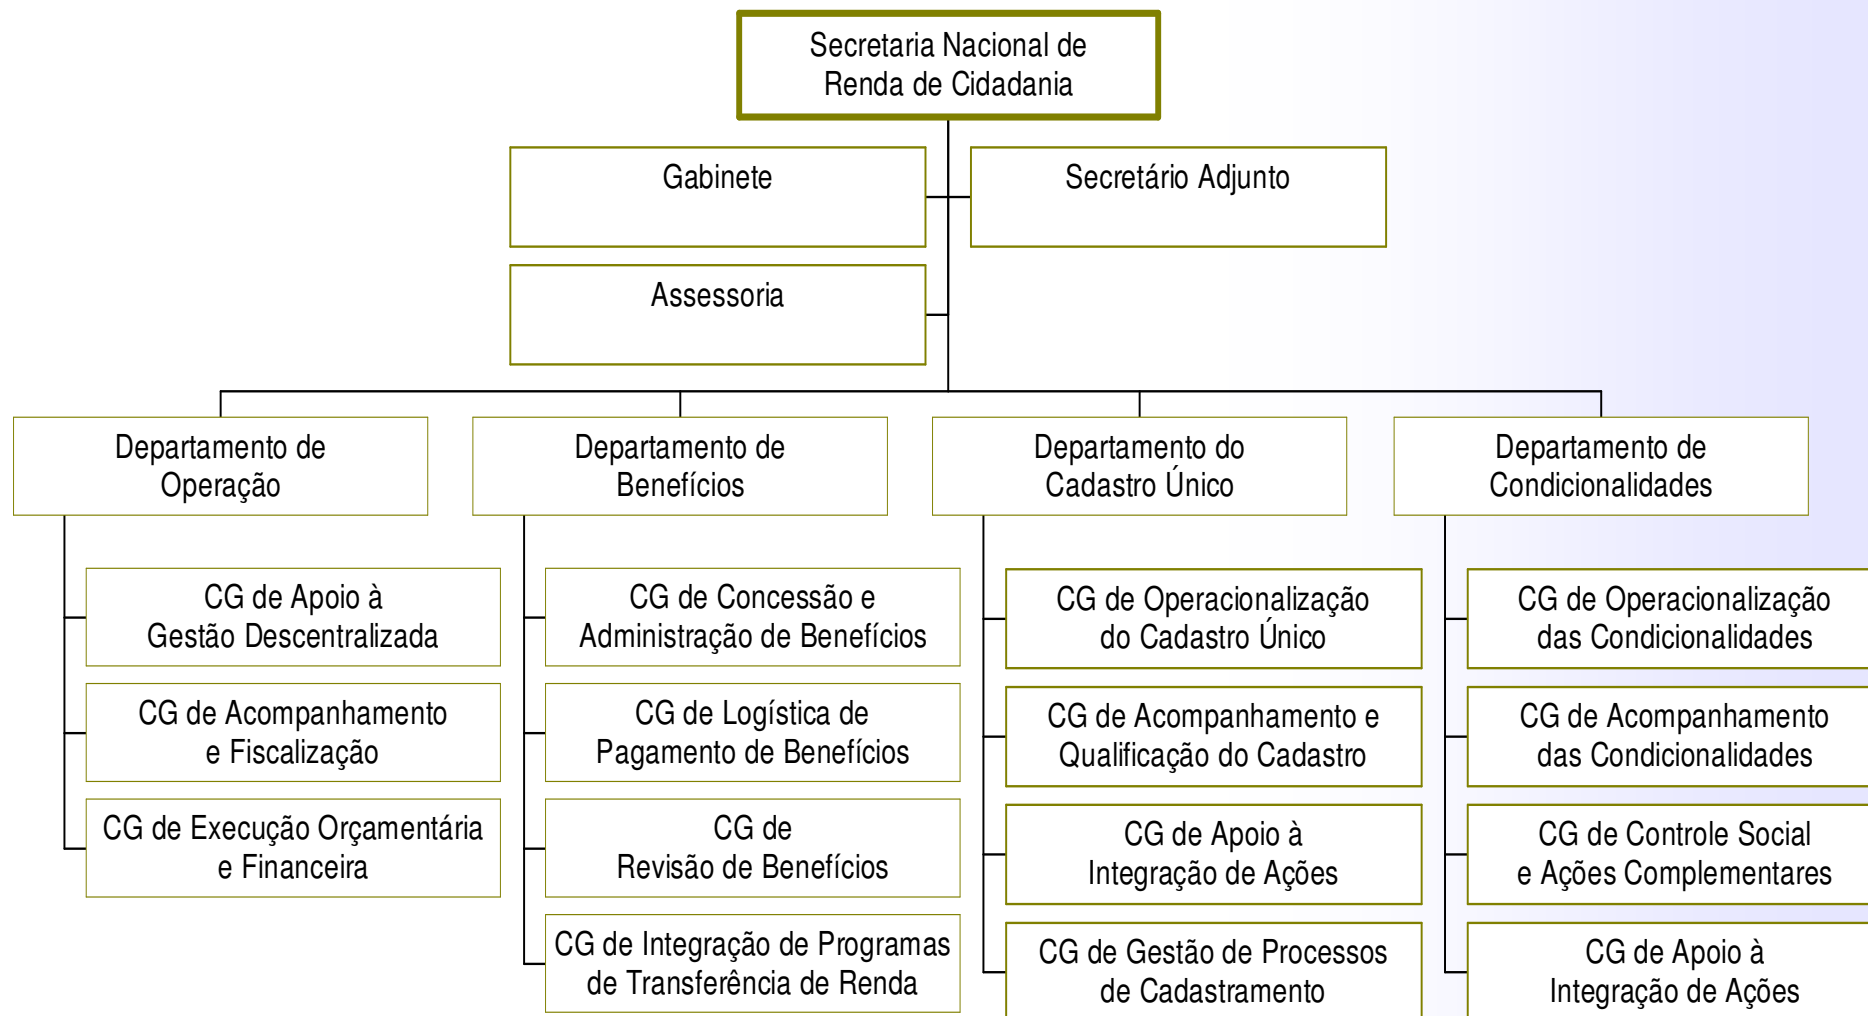 Secretaria Nacional de
Renda de Cidadania
Gabinete
Secretário Adjunto
Assessoria
Departamento de
Operação
Departamento de
Benefícios
Departamento do
Cadastro Único
Departamento de
Condicionalidades
CG de Apoio à
Gestão Descentralizada
CG de Acompanhamento
e Fiscalização
CG de Execução Orçamentária
e Financeira
CG de Concessão e
Administração de Benefícios
CG de Logística de
Pagamento de Benefícios
CG de
Revisão de Benefícios
CG de Integração de Programas
de Transferência de Renda
CG de Operacionalização
do Cadastro Único
CG de Acompanhamento e
Qualificação do Cadastro
CG de Apoio à
Integração de Ações
CG de Gestão de Processos
de Cadastramento
CG de Operacionalização
das Condicionalidades
CG de Acompanhamento
das Condicionalidades
CG de Controle Social
e Ações Complementares
CG de Apoio à
Integração de Ações